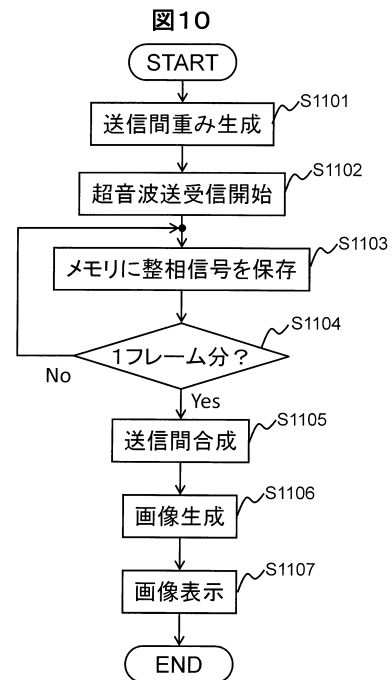 図10
START
S1101
送信間重み生成
S1102
超音波送受信開始
S1103
メモリに整相信号を保存
S1104
1フレーム分？
No
Yes
S1105
送信間合成
S1106
画像生成
S1107
画像表示
END